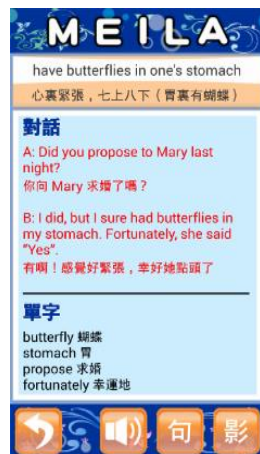 MEILA
have butterflies in one's stomach
心裏緊張，七上八下（胃裏有蝴蝶）
對話
A: Did you propose to Mary last
night?
你向 Mary 求婚了嗎？
B: I did, but I sure had butterflies in
my stomach. Fortunately, she said
"Yes".
有啊！感覺好緊張，幸好她點頭了
單字
butterfly 蝴蝶
stomach 胃
propose 求婚
fortunately 幸運地
句 影